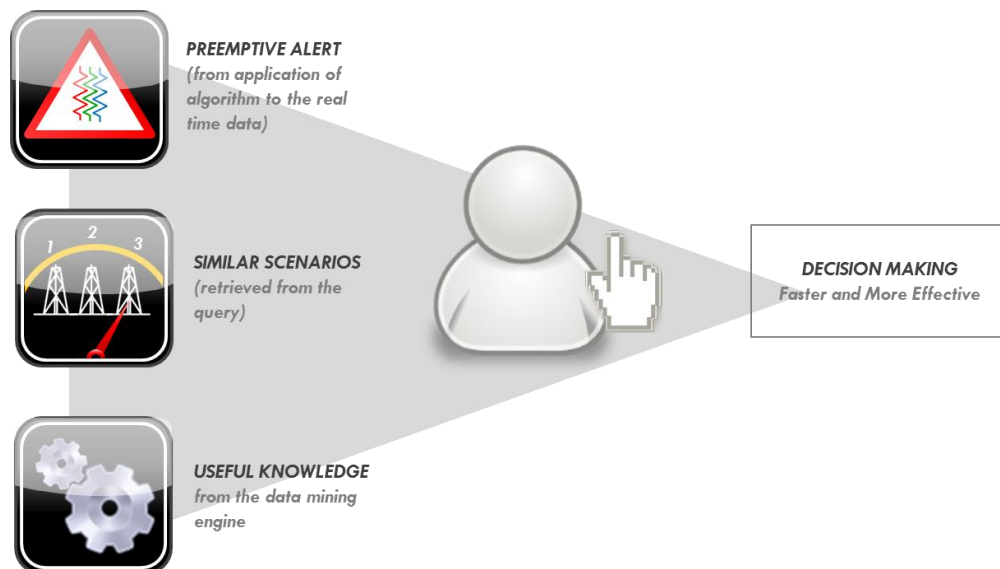 PREEMPTIVE ALERT
(from application of
algorithm to the real
time data)
1 2 3
SIMILAR SCENARIOS
(retrieved from the
query)
DECISION MAKING
Faster and More Effective
USEFUL KNOWLEDGE
from the data mining
engine